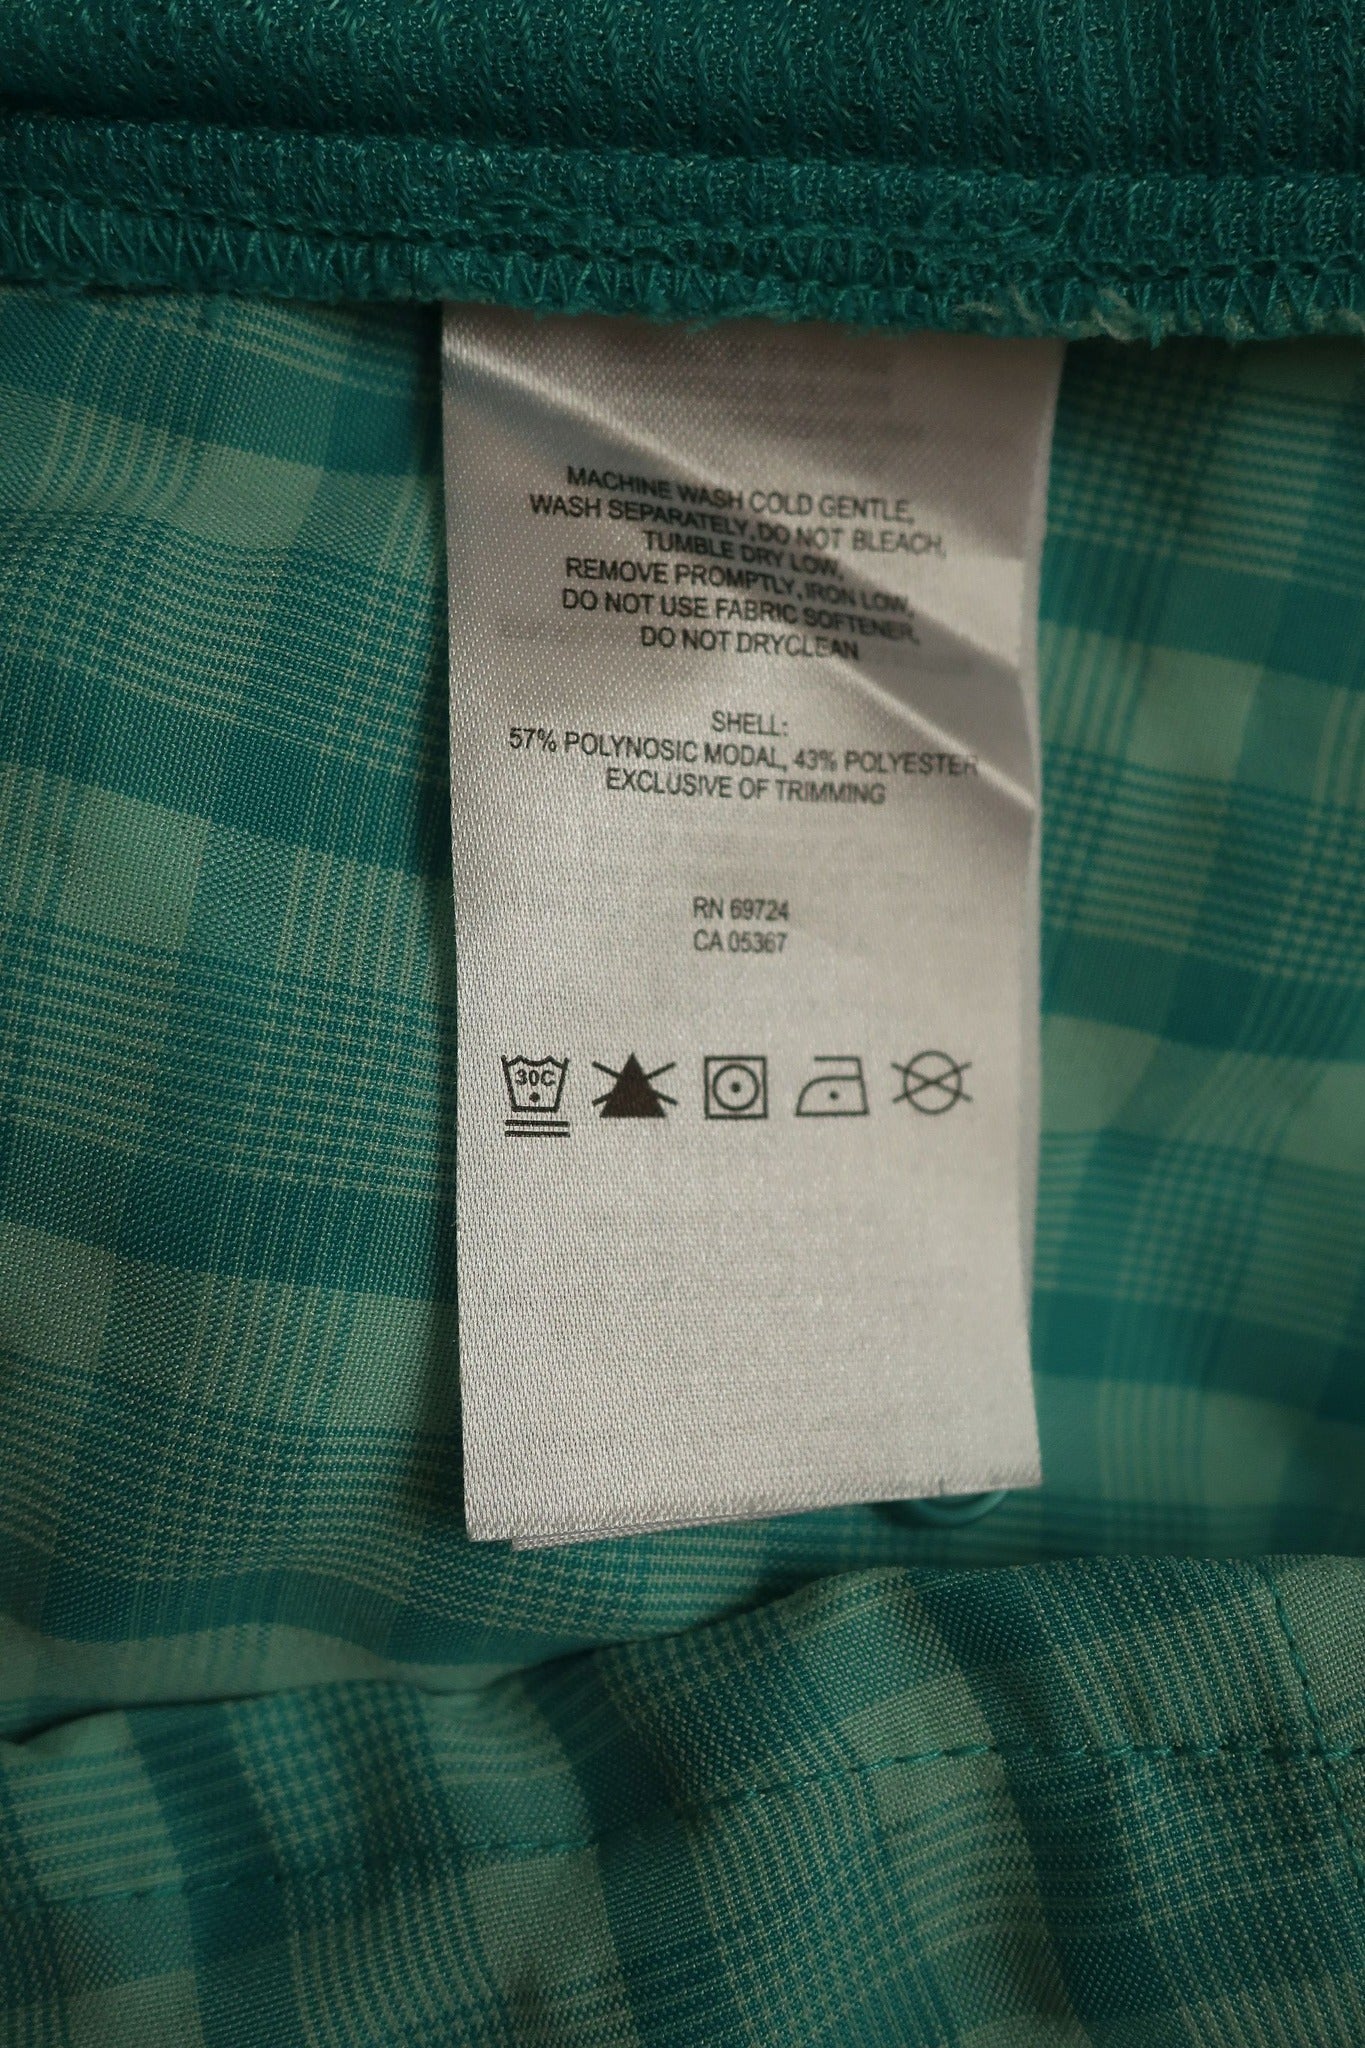 MACHINE WASH COLD GENTLE,
WASH SEPARATELY,DO NOT BLEACH,
TUMBLE DRY LOW,
REMOVE PROMPTLY,IRON LOW,
DO NOT USE FABRIC SOFTENER,
DO NOT DRYCLEAN
SHELL:
57% POLYNOSIC MODAL, 43% POLYESTER
EXCLUSIVE OF TRIMMING
RN 69724
CA 05367
30C